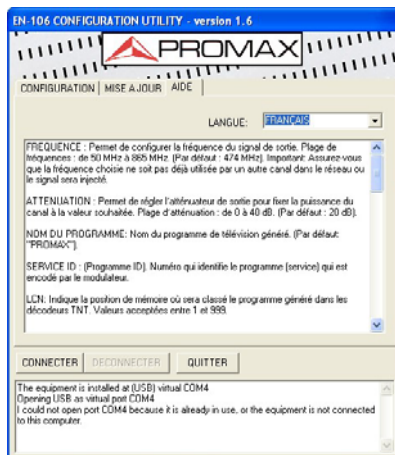 EN-106 CONFIGURATION UTILITY - version 1.6
PROMAX
CONFIGURATION
MISE A JOUR
AIDE
LANGUE:
FRANÇAIS
FREQUENCE : Permet de configurer la fréquence du signal de sortie. Plage de
fréquences : de 50 MHz à 865 MHz. (Par défaut : 474 MHz). Important: Assurez-vous
que la fréquence choisie ne soit pas déjà utilisée par un autre canal dans le réseau ou
le signal sera injecté.
ATTENUATION : Permet de régler l'atténuateur de sortie pour fixer la puissance du
canal à la valeur souhaitée. Plage d'atténuation : de 0 à 40 dB. (Par défaut : 20 dB).
NOM DU PROGRAMME: Nom du programme de télévision généré. (Par défaut:
"PROMAX").
SERVICE ID : (Programme ID). Numéro qui identifie le programme (service) qui est
encodé par le modulateur.
LCN: Indique la position de mémoire où sera classé le programme généré dans les
décodeurs TNT. Valeurs acceptées entre 1 et 999.
CONNECTER
DECONNECTER
QUITTER
The equipment is installed at (USB) virtual COM4
Opening USB as virtual port COM4
I could not open port COM4 because it is already in use, or the equipment is not connected
to this computer.